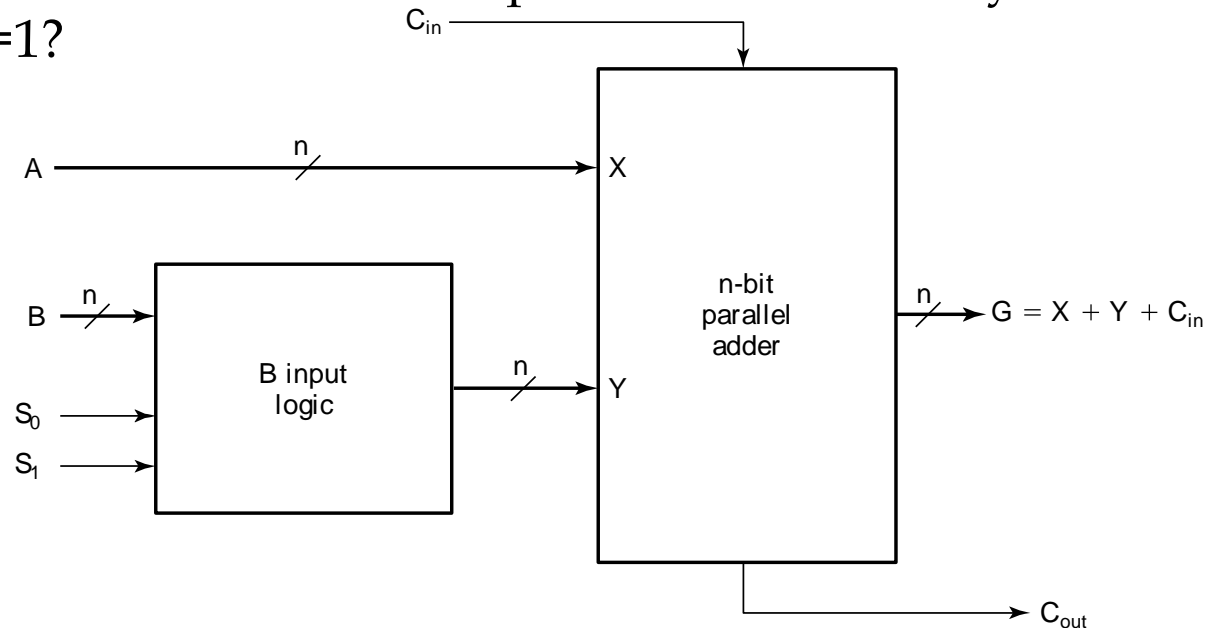 C_in
=1?
n
A
X
n
B
B input
logic
S_0
S_1
n
Y
n-bit
parallel
adder
n
G = X + Y + C_in
C_out